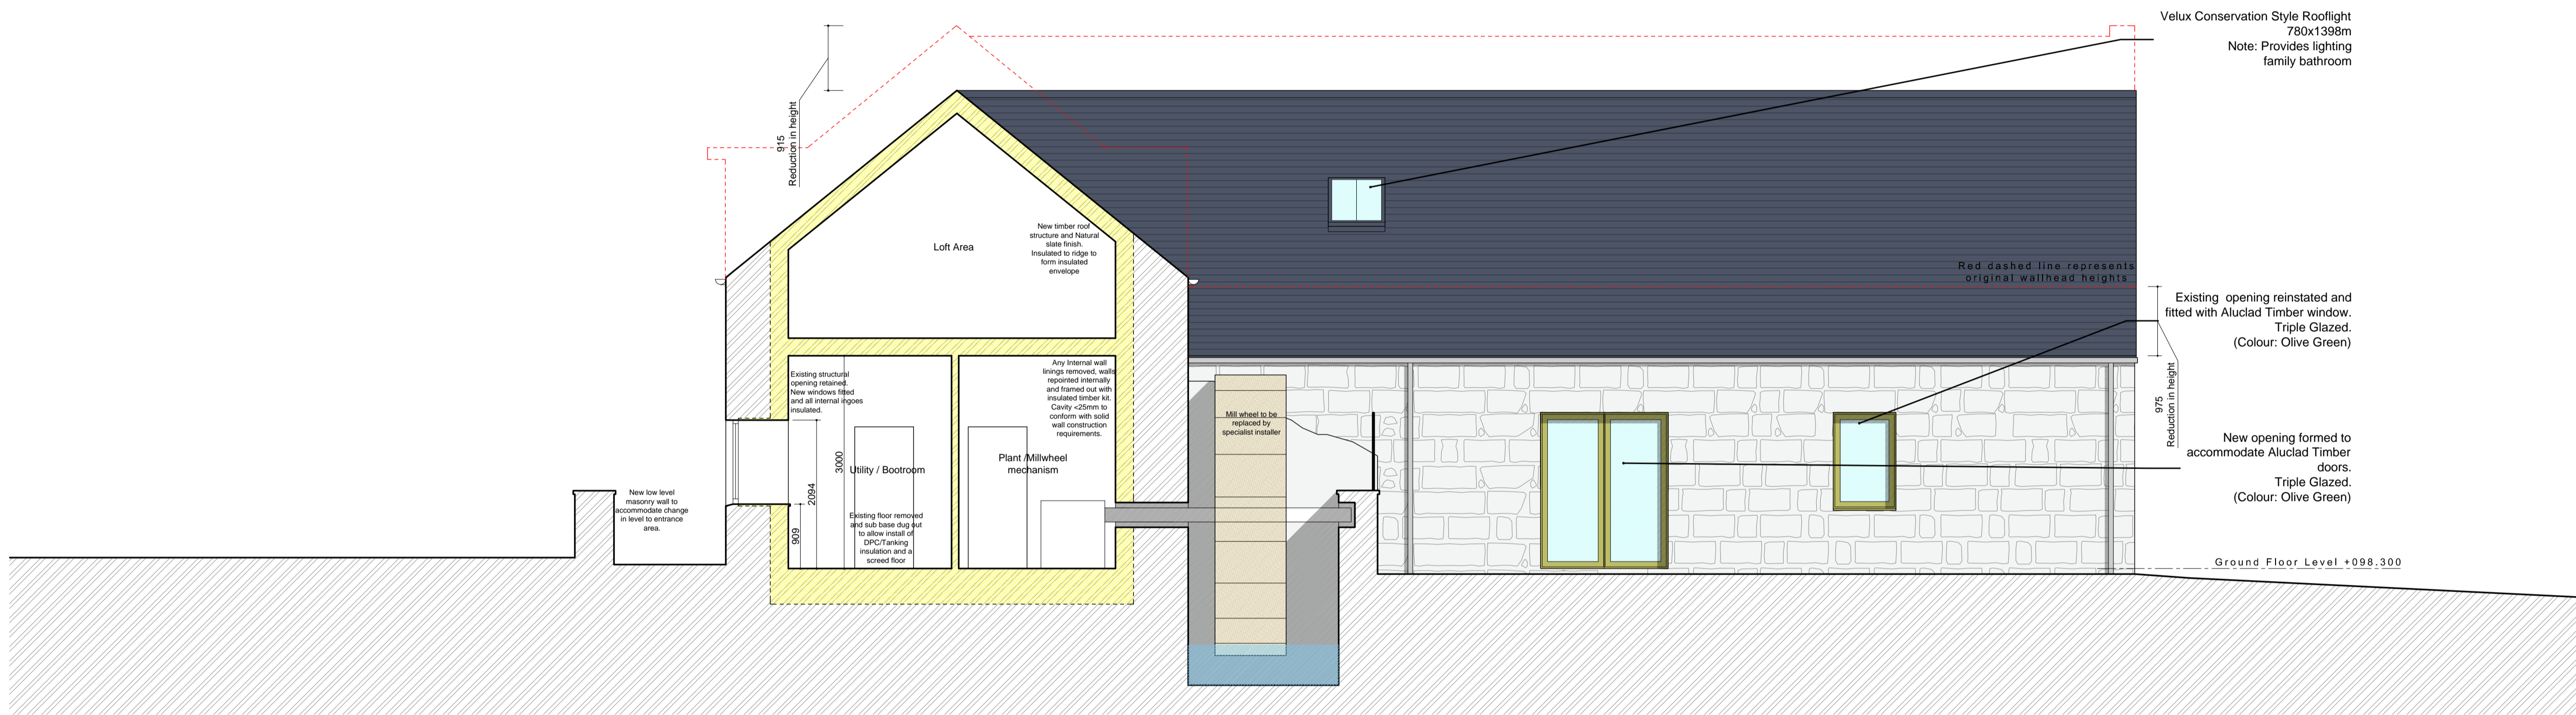 Velux Conservation Style Rooflight
780x1398m
Note: Provides lighting
family bathroom
915
Reduction in height
Loft Area
New timber roof
structure and Natural
slate finish.
Insulated to ridge to
form insulated
envelope
Red dashed line represents
original wallhead heights
Existing opening reinstated and
fitted with Aluclad Timber window.
Triple Glazed.
(Colour: Olive Green)
975
Reduction in height
Existing structural
opening retained.
New windows fitted
and all internal ingoes
insulated.
Any Internal wall
linings removed, walls
repointed internally
and framed out with
insulated timber kit.
Cavity <25mm to
conform with solid
wall construction
requirements.
Mill wheel to be
replaced by
specialist installer
New opening formed to
accommodate Aluclad Timber
doors.
Triple Glazed.
(Colour: Olive Green)
3000
2094
909
Utility / Bootroom
Plant /Millwheel
mechanism
New low level
masonry wall to
accommodate change
in level to entrance
area.
Existing floor removed
and sub base dug out
to allow install of
DPC/Tanking
insulation and a
screed floor
Ground Floor Level +098.300